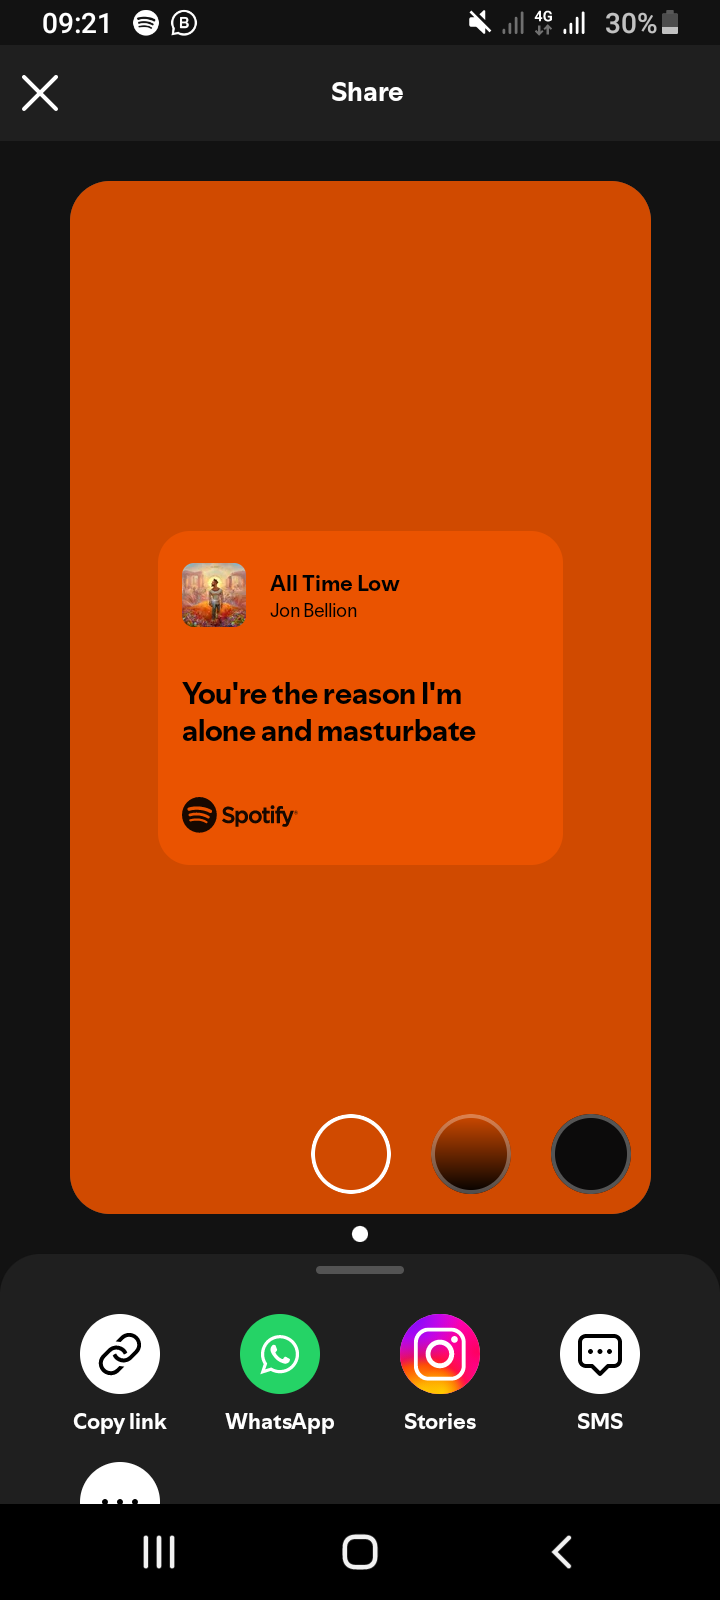 09:21
4G
30%
Share
All Time Low
Jon Bellion
You're the reason I'm
alone and masturbate
Spotify
Copy link
WhatsApp
Stories
SMS